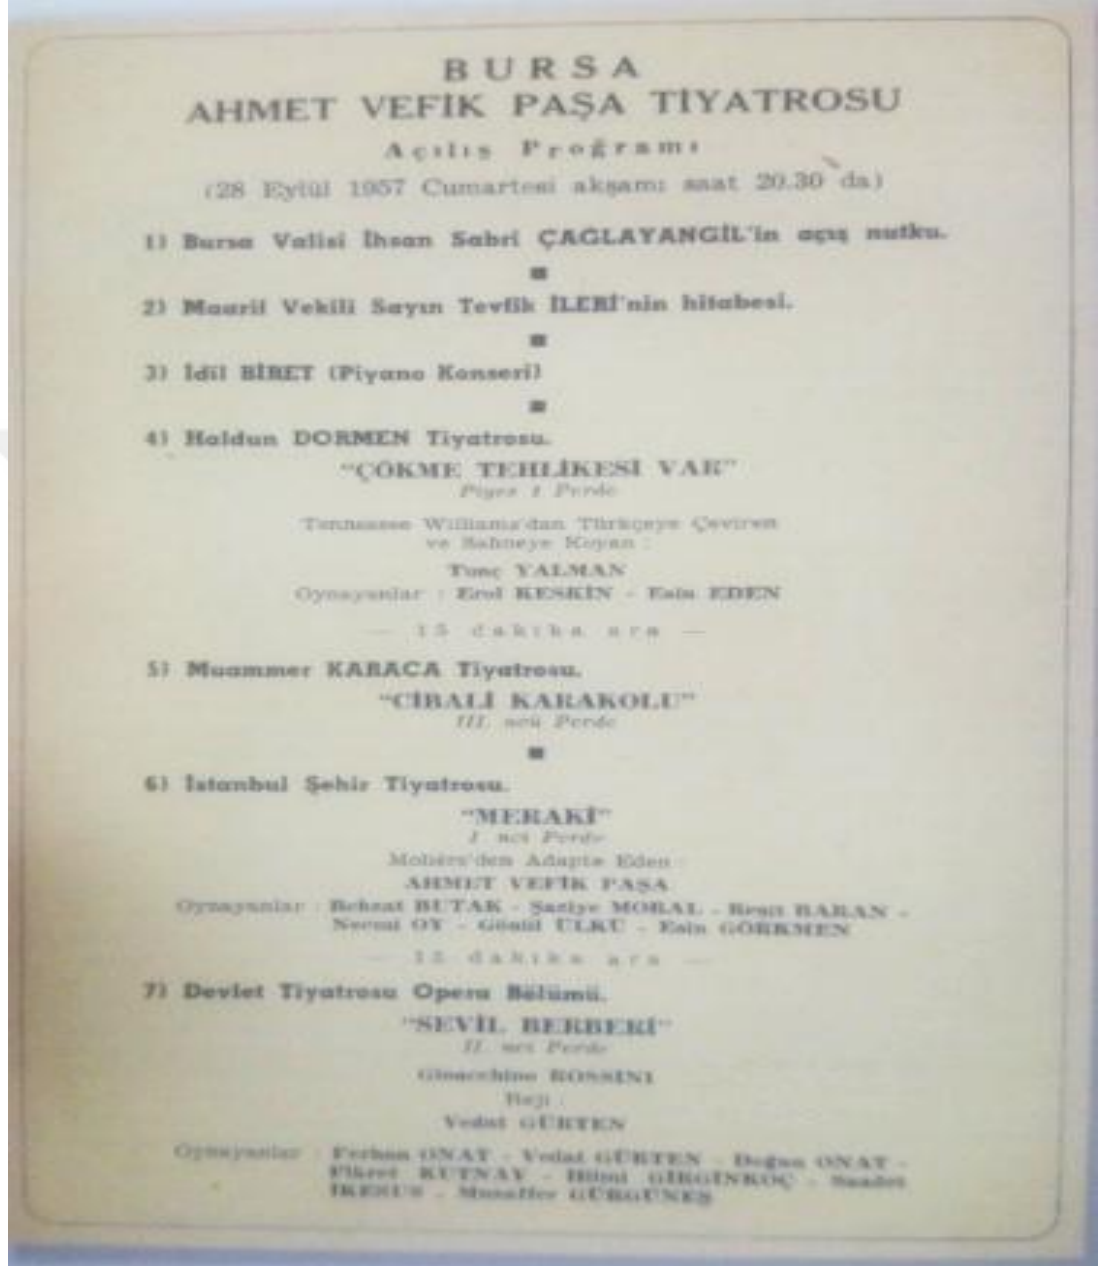 BURSA
AHMET VEFİK PAŞA TİYATROSU
Açılış Proğramı
(28 Eylül 1957 Cumartesi akşamı saat 20.30 da)
1) Bursa Valisi İhsan Sabri ÇAĞLAYANGİL'in açış nutku.
2) Maarif Vekili Sayın Tevfik İLERİ'nin hitabesi.
3) İdil BİRET (Piyano Konseri)
4) Haldun DORMEN Tiyatrosu.
"ÇÖKME TEHLİKESİ VAR"
Piyes 1 Perde
Tennessee Williams'dan Türkçeye Çeviren
ve Sahneye Koyan :
Tunç YALMAN
Oynayanlar : Erol KESKİN - Esin EDEN
— 15 dakika ara —
5) Muammer KARACA Tiyatrosu.
"CİBALİ KARAKOLU"
III. ncü Perde
6) İstanbul Şehir Tiyatrosu.
"MERAKİ"
I nci Perde
Molière'den Adapte Eden :
AHMET VEFİK PAŞA
Oynayanlar : Behzat BUTAK - Şaziye MORAL - Reşit BARAN -
Necmi OY - Gönül ÜLKÜ - Esin GÖRKMEN
— 15 dakika ara —
7) Devlet Tiyatrosu Opera Bölümü.
"SEVİL BERBERİ"
II. nci Perde
Gioacchino ROSSINI
Reji :
Vedat GÜRTEN
Oynayanlar : Ferhan ONAT - Vedat GÜRTEN - Doğan ONAT -
Fikret KUTNAY - Hilmi GİRGİNKOÇ - Saadet
İKESUS - Muzaffer GÜRGÜNEŞ